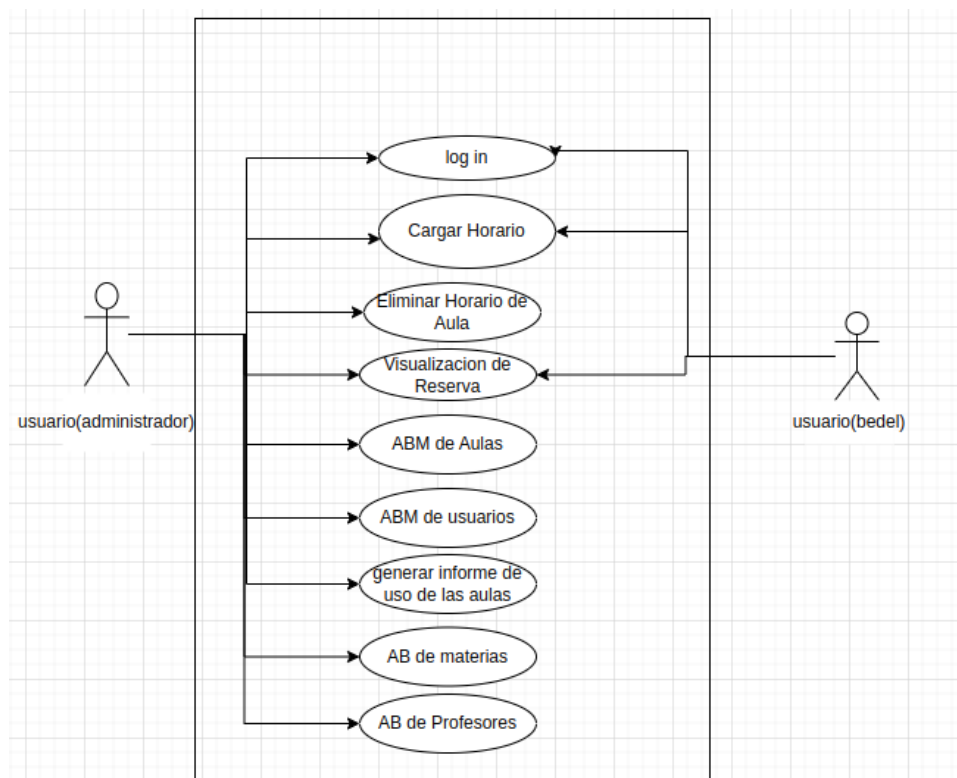 log in
Cargar Horario
Eliminar Horario de
Aula
Visualizacion de
Reserva
usuario(administrador)
usuario(bedel)
ABM de Aulas
ABM de usuarios
generar informe de
uso de las aulas
AB de materias
AB de Profesores